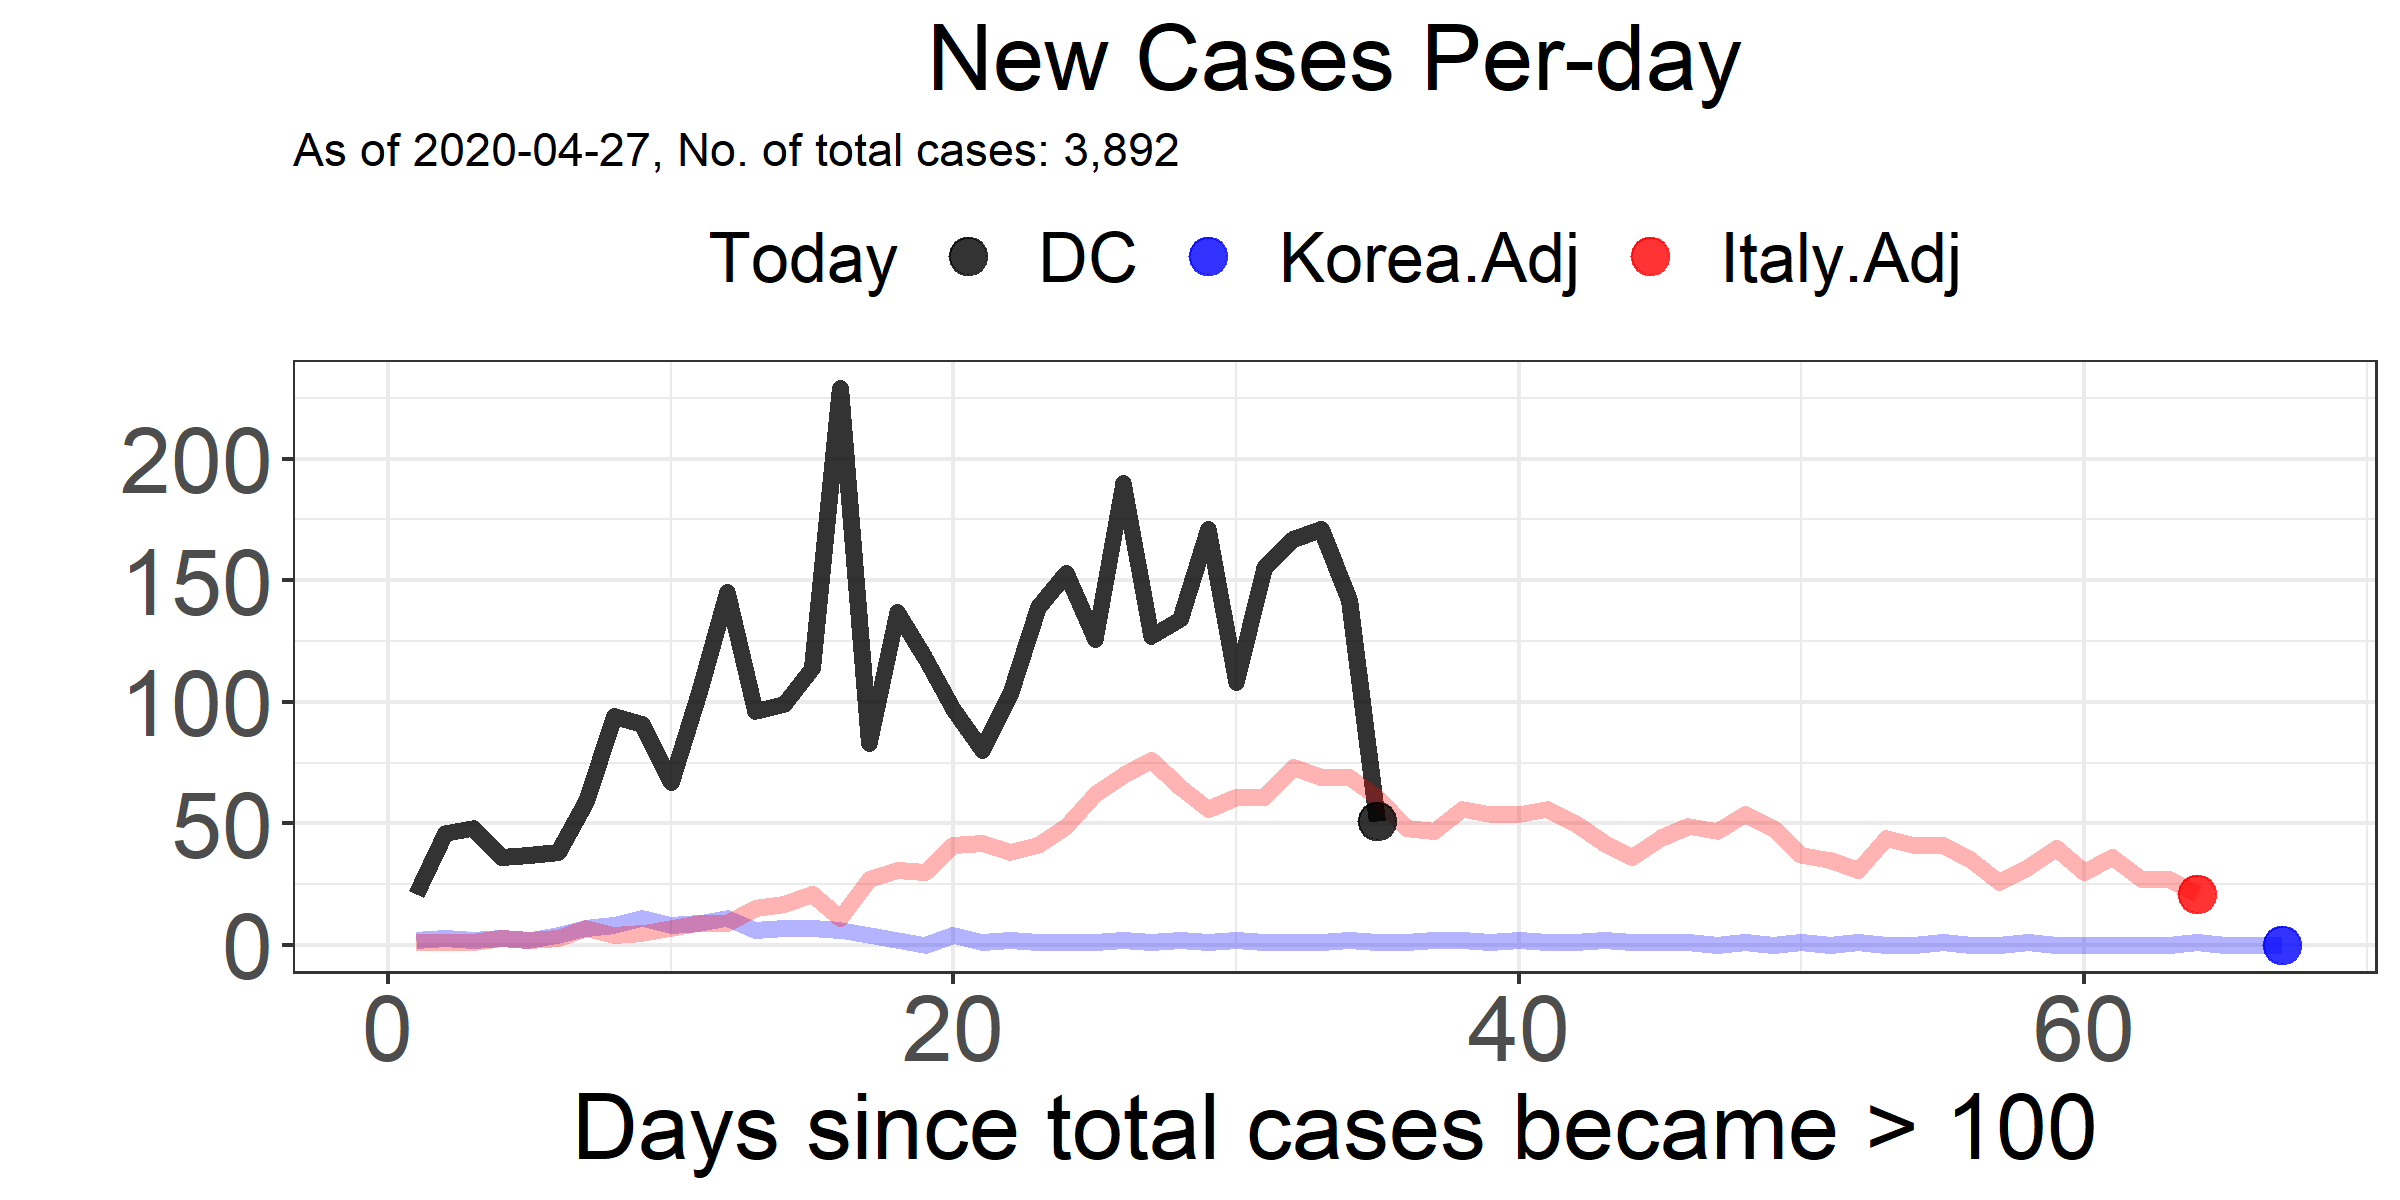 New Cases Per-day
As of 2020-04-27, No. of total cases: 3,892
Today DC Korea.Adj Italy.Adj
200
150
100
50
0
0 20 40 60
Days since total cases became > 100